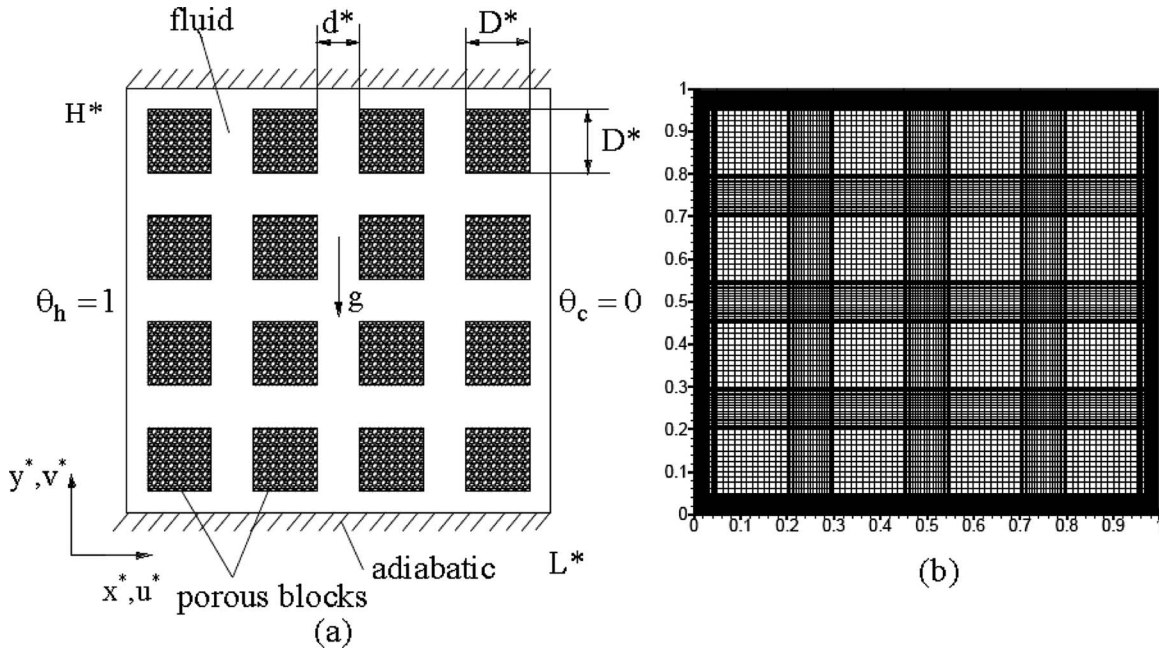 fluid
d*
D*
H*
D*
θh = 1
g
θc = 0
y*,v*
x*,u*
porous blocks
adiabatic
L*
(a)
1
0.9
0.8
0.7
0.6
0.5
0.4
0.3
0.2
0.1
0
0 0.1 0.2 0.3 0.4 0.5 0.6 0.7 0.8 0.9
(b)